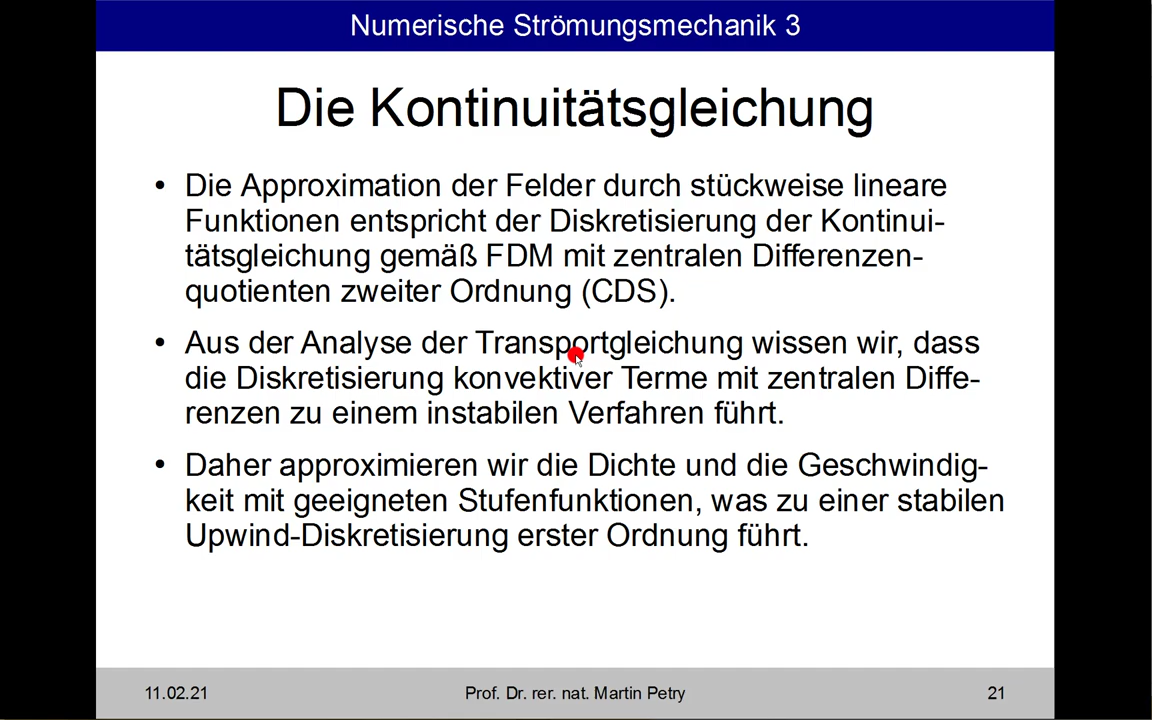 Numerische Strömungsmechanik 3
Die Kontinuitätsgleichung
• Die Approximation der Felder durch stückweise lineare
Funktionen entspricht der Diskretisierung der Kontinui-
tätsgleichung gemäß FDM mit zentralen Differenzen-
quotienten zweiter Ordnung (CDS).
• Aus der Analyse der Transportgleichung wissen wir, dass
die Diskretisierung konvektiver Terme mit zentralen Diffe-
renzen zu einem instabilen Verfahren führt.
• Daher approximieren wir die Dichte und die Geschwindig-
keit mit geeigneten Stufenfunktionen, was zu einer stabilen
Upwind-Diskretisierung erster Ordnung führt.
11.02.21
Prof. Dr. rer. nat. Martin Petry
21